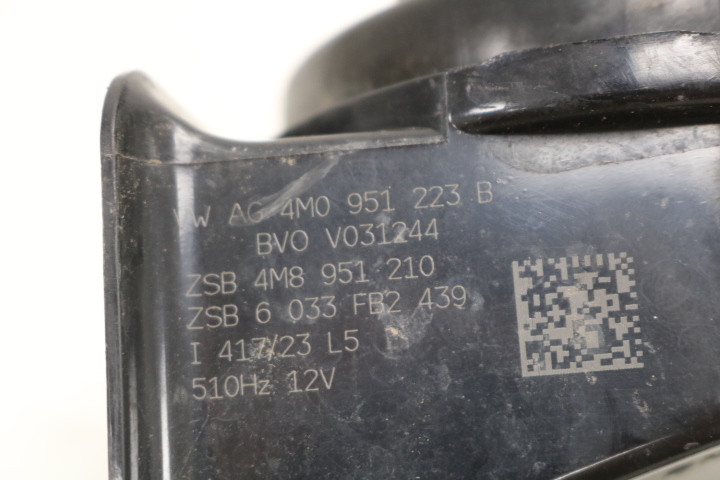 VW AG 4M0 951 223 B
BVO V031244
ZSB 4M8 951 210
ZSB 6 033 FB2 439
I 417/23 L5
510Hz 12V